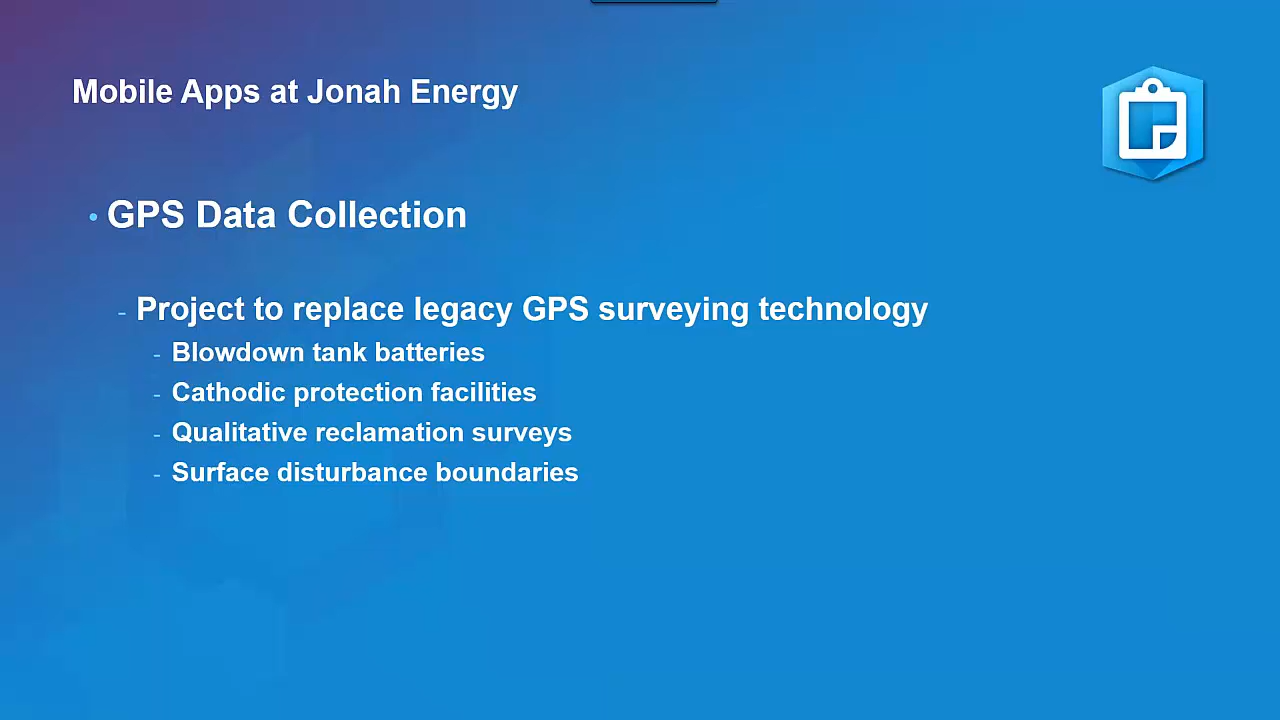 Mobile Apps at Jonah Energy
• GPS Data Collection
- Project to replace legacy GPS surveying technology
- Blowdown tank batteries
- Cathodic protection facilities
- Qualitative reclamation surveys
- Surface disturbance boundaries